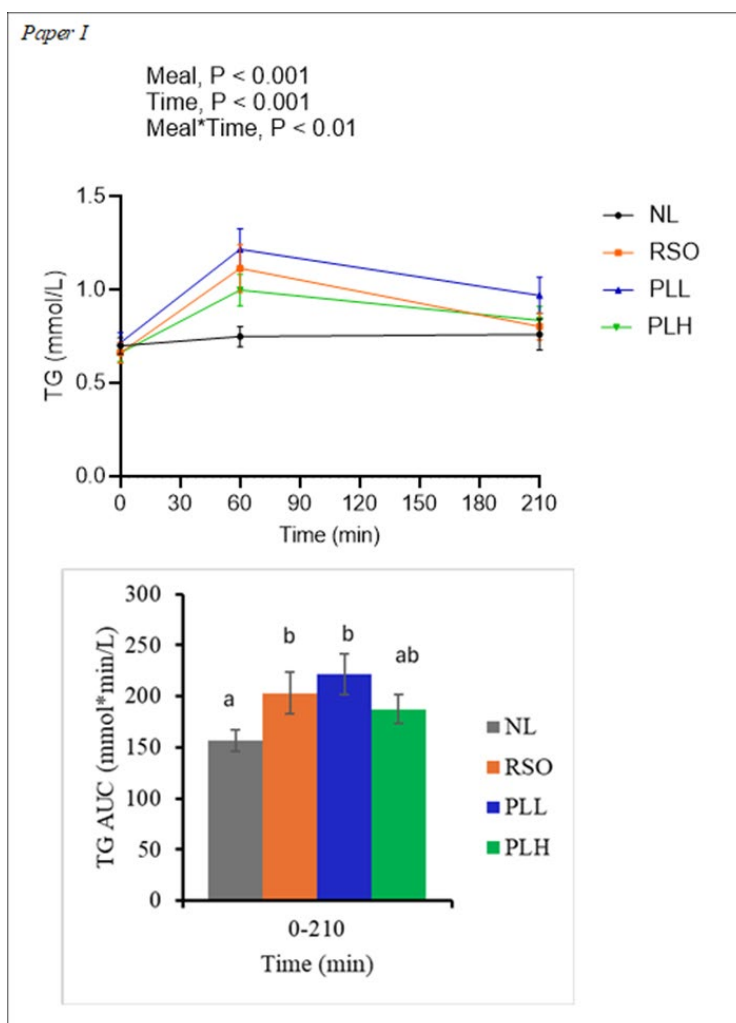 Paper I
Meal, P < 0.001
Time, P < 0.001
Meal*Time, P < 0.01
1.5
1.0
0.5
0.0
TG (mmol/L)
0 30 60 90 120 150 180 210
Time (min)
NL
RSO
PLL
PLH
300
250
200
150
100
50
0
TG AUC (mmol*min/L)
a
b
b
ab
0-210
Time (min)
NL
RSO
PLL
PLH